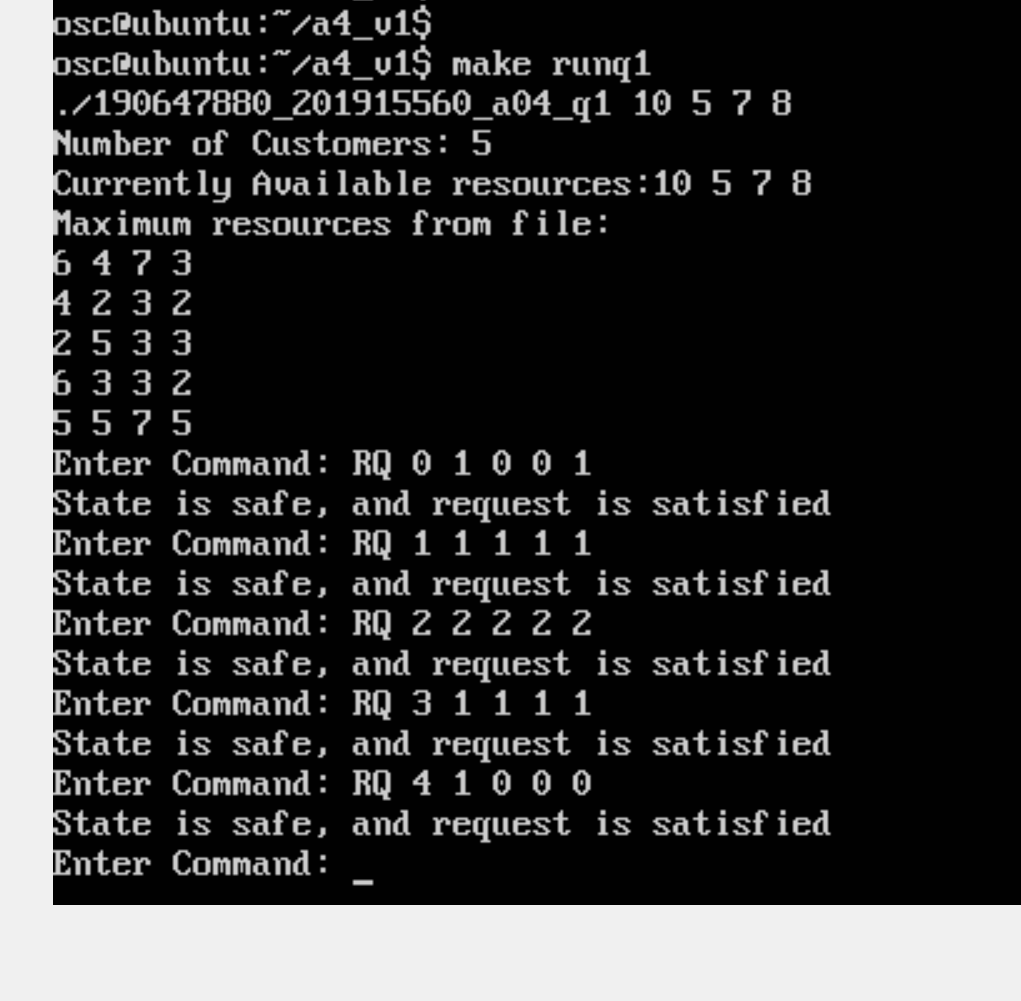 osc@ubuntu:~/a4_v1$
osc@ubuntu:~/a4_v1$ make runq1
./190647880_201915560_a04_q1 10 5 7 8
Number of Customers: 5
Currently Available resources:10 5 7 8
Maximum resources from file:
6 4 7 3
4 2 3 2
2 5 3 3
6 3 3 2
5 5 7 5
Enter Command: RQ 0 1 0 0 1
State is safe, and request is satisfied
Enter Command: RQ 1 1 1 1 1
State is safe, and request is satisfied
Enter Command: RQ 2 2 2 2 2
State is safe, and request is satisfied
Enter Command: RQ 3 1 1 1 1
State is safe, and request is satisfied
Enter Command: RQ 4 1 0 0 0
State is safe, and request is satisfied
Enter Command: _